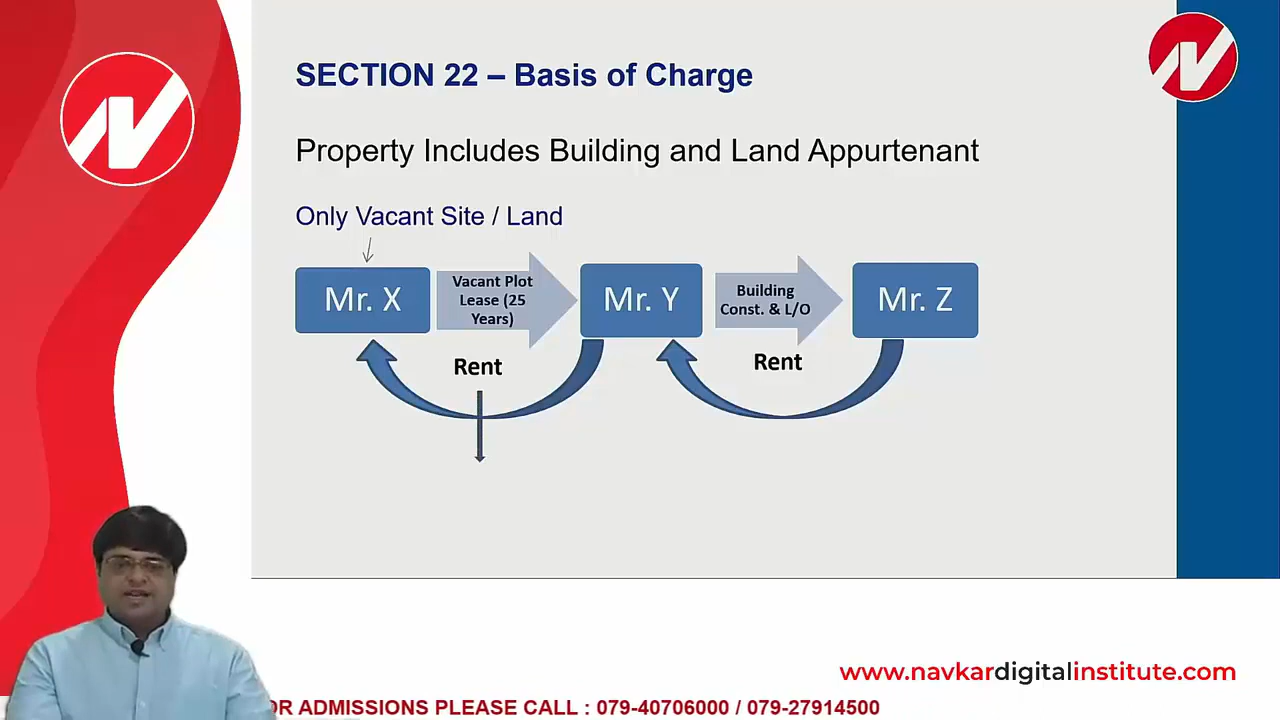 SECTION 22 – Basis of Charge
Property Includes Building and Land Appurtenant
Only Vacant Site / Land
Mr. X
Vacant Plot
Lease (25
Years)
Mr. Y
Building
Const. & L/O
Mr. Z
Rent
Rent
www.navkardigitalinstitute.com
OR ADMISSIONS PLEASE CALL : 079-40706000 / 079-27914500